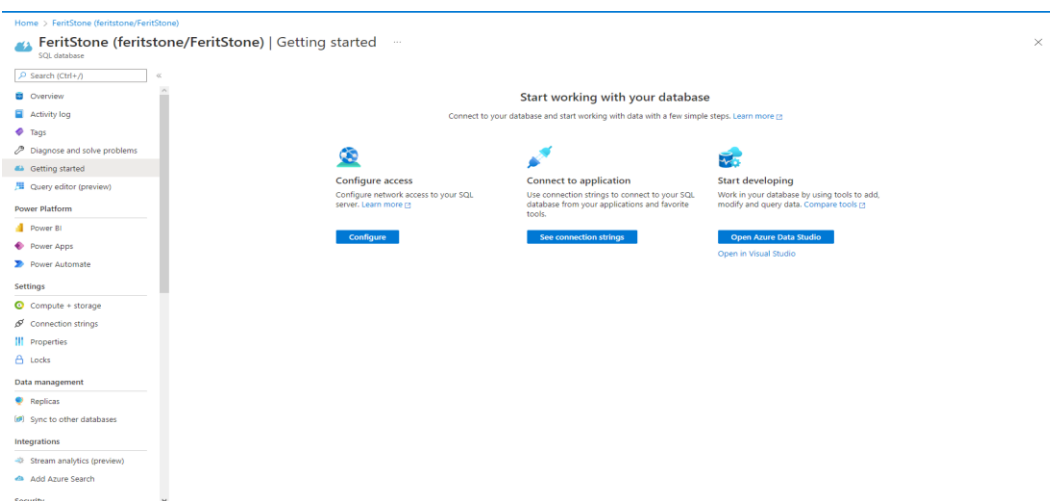 Home > FeritStone (feritstone/FeritStone)
FeritStone (feritstone/FeritStone) | Getting started ...
SQL database
Search (Ctrl+/)
Overview
Activity log
Tags
Diagnose and solve problems
Getting started
Query editor (preview)
Power Platform
Power BI
Power Apps
Power Automate
Settings
Compute + storage
Connection strings
Properties
Locks
Data management
Replicas
Sync to other databases
Integrations
Stream analytics (preview)
Add Azure Search
Security
Start working with your database
Connect to your database and start working with data with a few simple steps. Learn more
Configure access
Configure network access to your SQL
server. Learn more
Configure
Connect to application
Use connection strings to connect to your SQL
database from your applications and favorite
tools.
See connection strings
Start developing
Work in your database by using tools to add,
modify and query data. Compare tools
Open Azure Data Studio
Open in Visual Studio